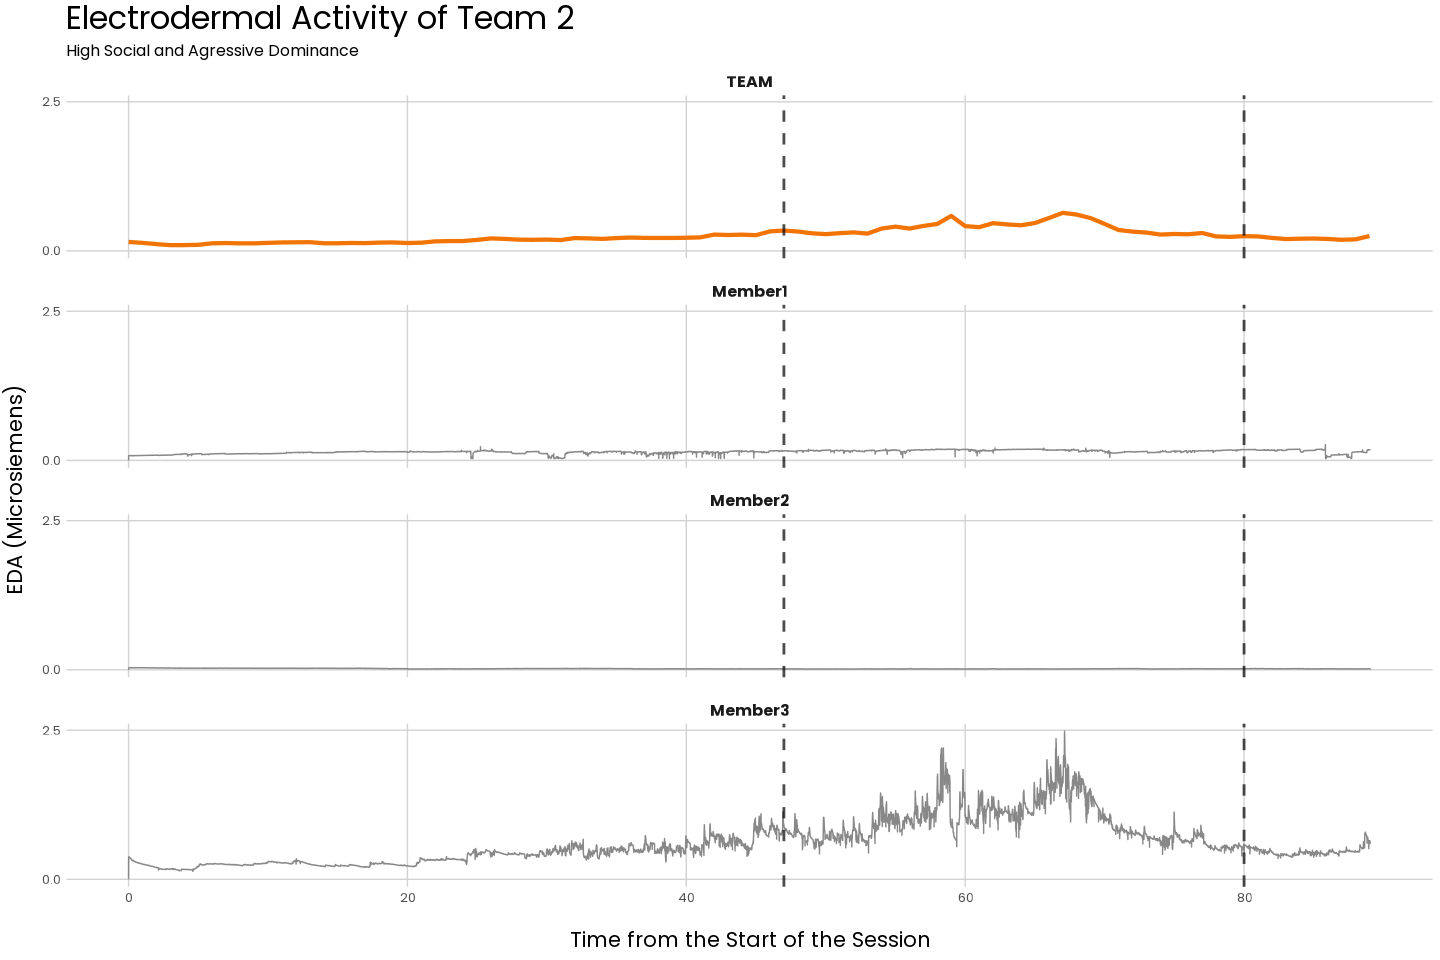 Electrodermal Activity of Team 2
High Social and Agressive Dominance
TEAM
2.5
0.0
Member1
2.5
0.0
Member2
2.5
0.0
Member3
2.5
0.0
0 20 40 60 80
EDA (Microsiemens)
Time from the Start of the Session